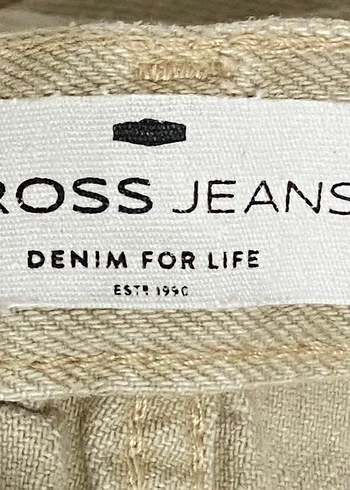 ROSS JEANS
DENIM FOR LIFE
ESTD 1990